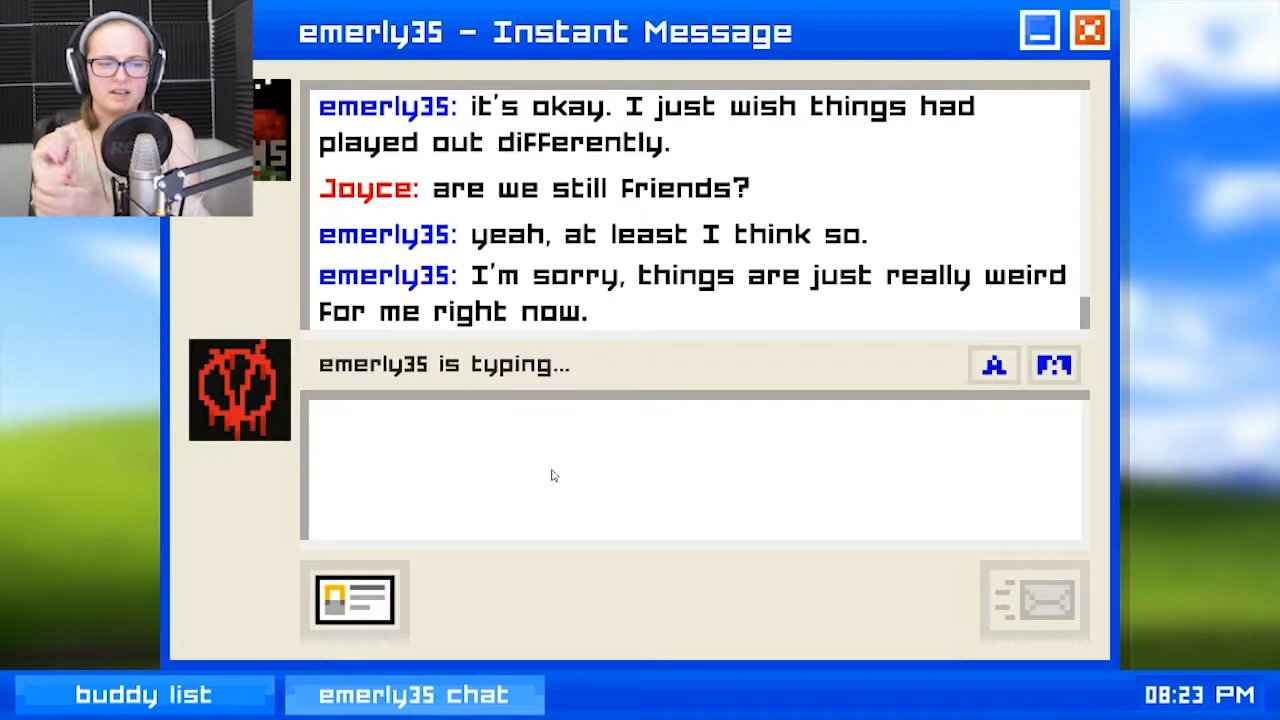 emerly35 - Instant Message
emerly35: it's okay. I just wish things had
played out differently.
Joyce: are we still friends?
emerly35: yeah, at least I think so.
emerly35: I'm sorry, things are just really weird
for me right now.
emerly35 is typing...
A
buddy list
emerly35 chat
08:23 PM